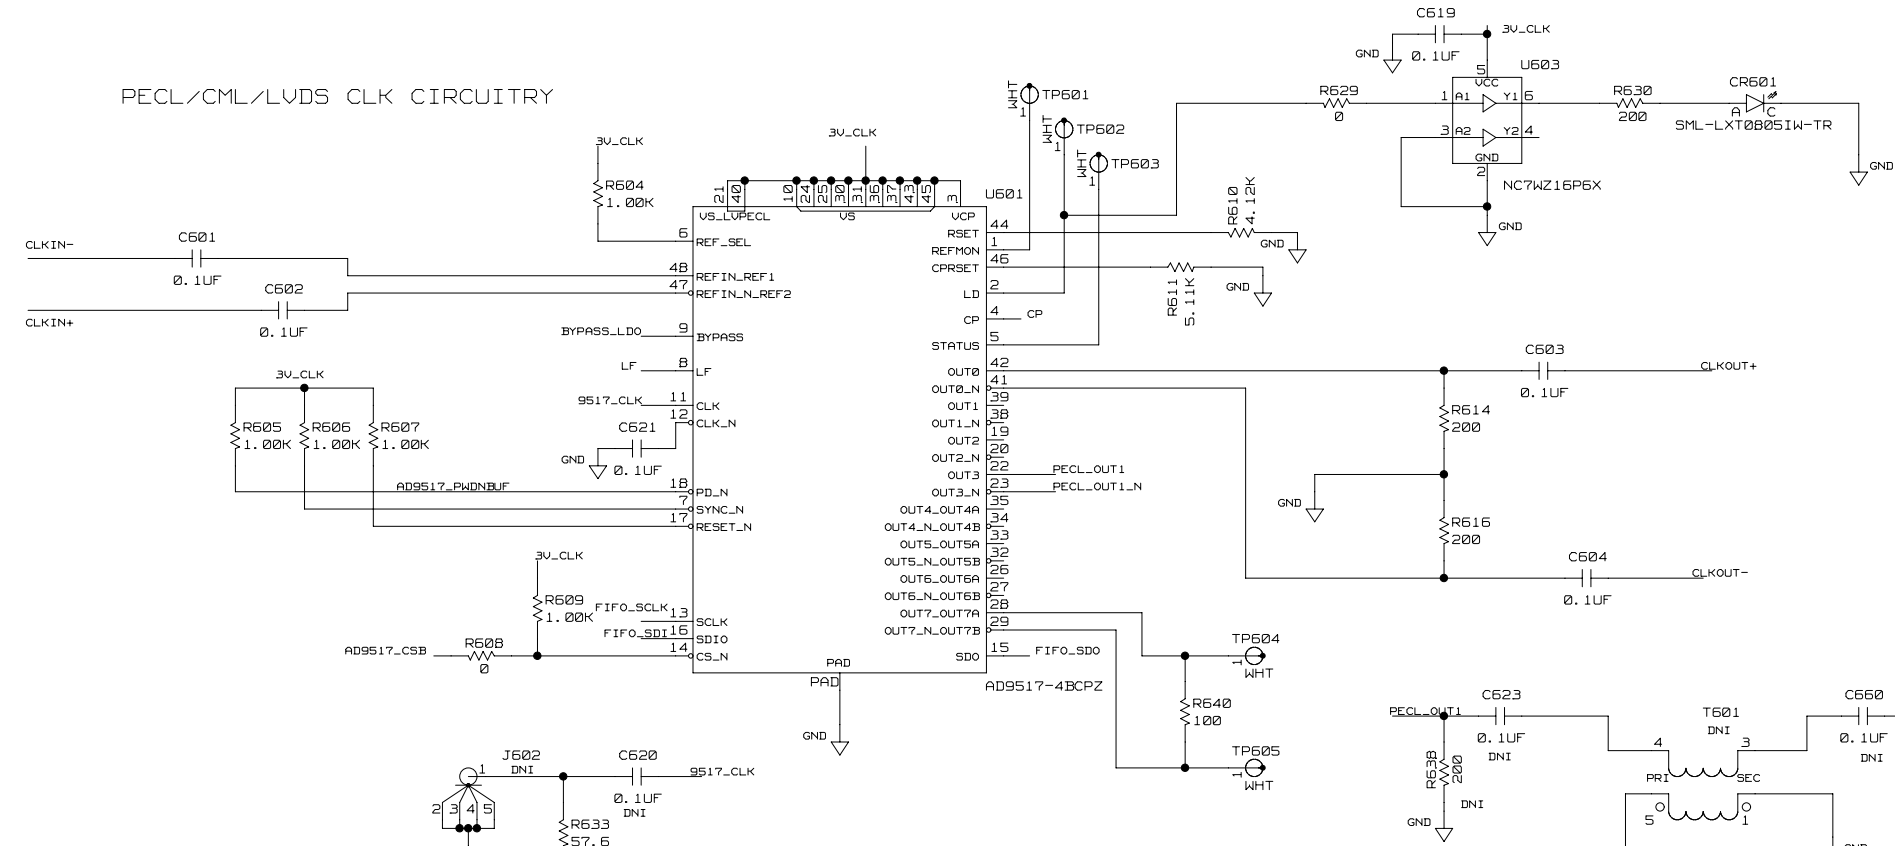 PECL/CML/LVDS CLK CIRCUITRY
C619
3V_CLK
GND
0.1UF
U603
5
VCC
R629
0
1 A1
Y1 6
3 A2
Y2 4
GND
2
NC7WZ16P6X
GND
R630
200
CR601
A C
SML-LXT0805IW-TR
GND
WHT
1
TP601
WHT
1
TP602
WHT
1
TP603
3V_CLK
R604
1.00K
3V_CLK
21
40
10
24
25
30
31
36
37
43
45
3
U601
VS_LVPECL
VS
VCP
CLKIN-
C601
0.1UF
C602
0.1UF
CLKIN+
6 REF_SEL
48 REFIN_REF1
47 REFIN_N_REF2
BYPASS_LDO 9 BYPASS
LF 8 LF
9517_CLK 11 CLK
12 CLK_N
C621
0.1UF
GND
3V_CLK
R605
1.00K
R606
1.00K
R607
1.00K
AD9517_PWDNBUF
18 PD_N
7 SYNC_N
17 RESET_N
3V_CLK
R609
1.00K
FIFO_SCLK 13 SCLK
FIFO_SDI 16 SDIO
AD9517_CSB
R608
0
14 CS_N
PAD
PAD
GND
RSET 44
REFMON 1
CPRSET 46
LD 2
CP 4 CP
STATUS 5
OUT0 42
OUT0_N 41
OUT1 39
OUT1_N 38
OUT2 19
OUT2_N 20
OUT3 22 PECL_OUT1
OUT3_N 23 PECL_OUT1_N
OUT4_OUT4A 35
OUT4_N_OUT4B 34
OUT5_OUT5A 33
OUT5_N_OUT5B 32
OUT6_OUT6A 26
OUT6_N_OUT6B 27
OUT7_OUT7A 28
OUT7_N_OUT7B 29
SDO 15 FIFO_SDO
AD9517-4BCPZ
R610
4.12K
GND
R611
5.11K
GND
C603
0.1UF
CLKOUT+
R614
200
GND
R616
200
C604
0.1UF
CLKOUT-
TP604
1
WHT
R640
100
TP605
1
WHT
J602
DNI
1
2 3 4 5
C620
0.1UF
DNI
9517_CLK
R633
57.6
PECL_OUT1
C623
0.1UF
DNI
R638
200
DNI
GND
T601
DNI
4
3
PRI
SEC
5
1
C660
0.1UF
DNI